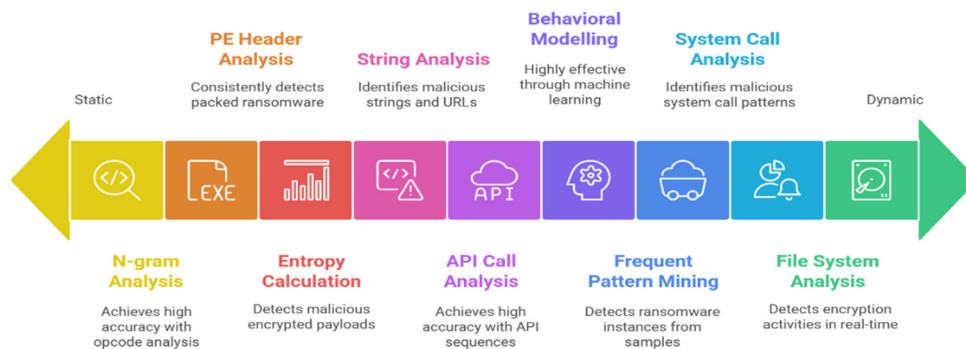 Behavioral
Modelling
Highly effective
through machine
learning
PE Header
Analysis
Consistently detects
packed ransomware
String Analysis
Identifies malicious
strings and URLs
System Call
Analysis
Identifies malicious
system call patterns
Static
Dynamic
</>
EXE
</>
API
N-gram
Analysis
Achieves high
accuracy with
opcode analysis
Entropy
Calculation
Detects malicious
encrypted payloads
API Call
Analysis
Achieves high
accuracy with API
sequences
Frequent
Pattern Mining
Detects ransomware
instances from
samples
File System
Analysis
Detects encryption
activities in real-time